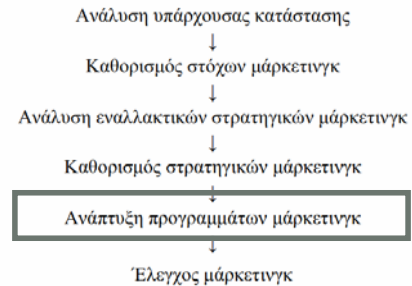 Ανάλυση υπάρχουσας κατάστασης
↓
Καθορισμός στόχων μάρκετινγκ
↓
Ανάλυση εναλλακτικών στρατηγικών μάρκετινγκ
↓
Καθορισμός στρατηγικών μάρκετινγκ
↓
Ανάπτυξη προγραμμάτων μάρκετινγκ
↓
Έλεγχος μάρκετινγκ